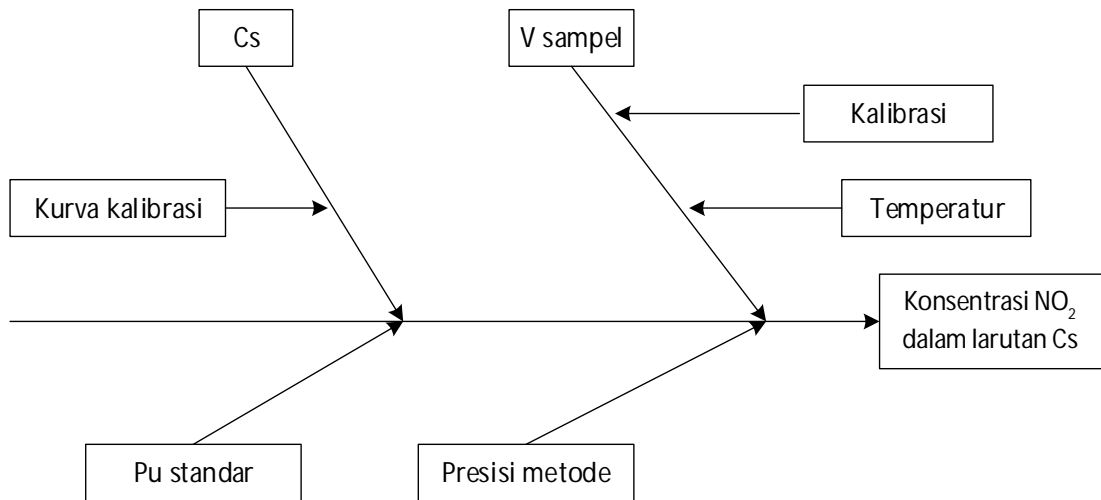 Cs
V sampel
Kalibrasi
Kurva kalibrasi
Temperatur
Konsentrasi NO₂
dalam larutan Cs
Pu standar
Presisi metode